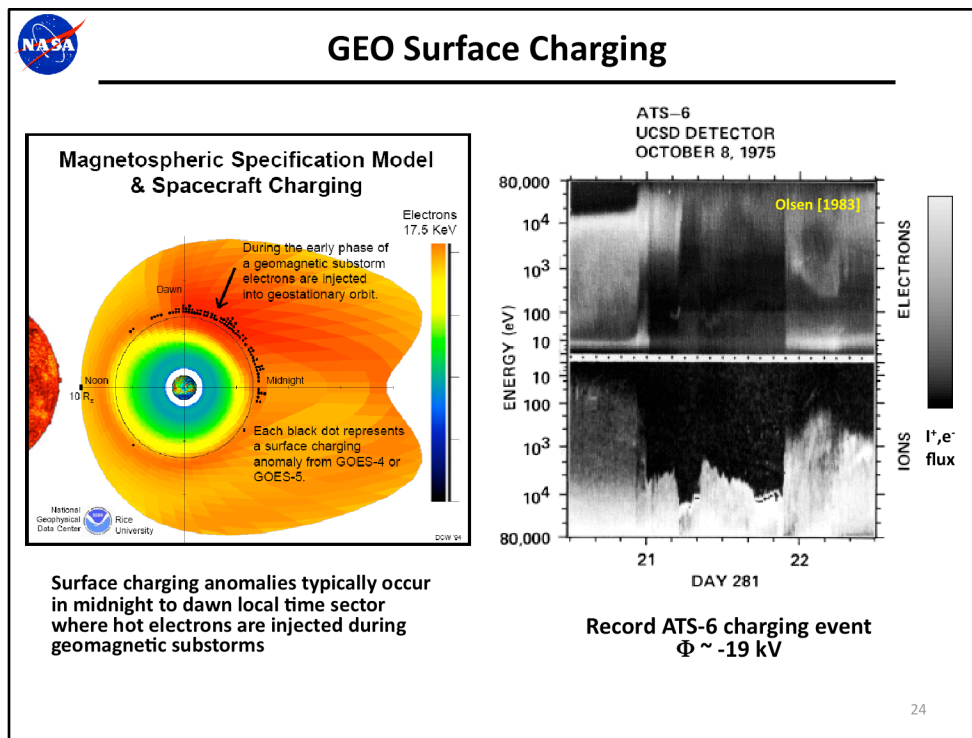 NASA
GEO Surface Charging
Magnetospheric Specification Model
& Spacecraft Charging
Electrons
17.5 KeV
During the early phase of
a geomagnetic substorm
electrons are injected
into geostationary orbit.
Dawn
Noon
Midnight
10 RE
Each black dot represents
a surface charging
anomaly from GOES-4 or
GOES-5.
National
Geophysical
Data Center
Rice
University
DCW '94
Surface charging anomalies typically occur
in midnight to dawn local time sector
where hot electrons are injected during
geomagnetic substorms
ATS–6
UCSD DETECTOR
OCTOBER 8, 1975
Olsen [1983]
80,000
10⁴
10³
100
10
10
100
10³
10⁴
80,000
ENERGY (eV)
ELECTRONS
IONS
I⁺,e⁻
flux
21
22
DAY 281
Record ATS-6 charging event
Φ ~ -19 kV
24